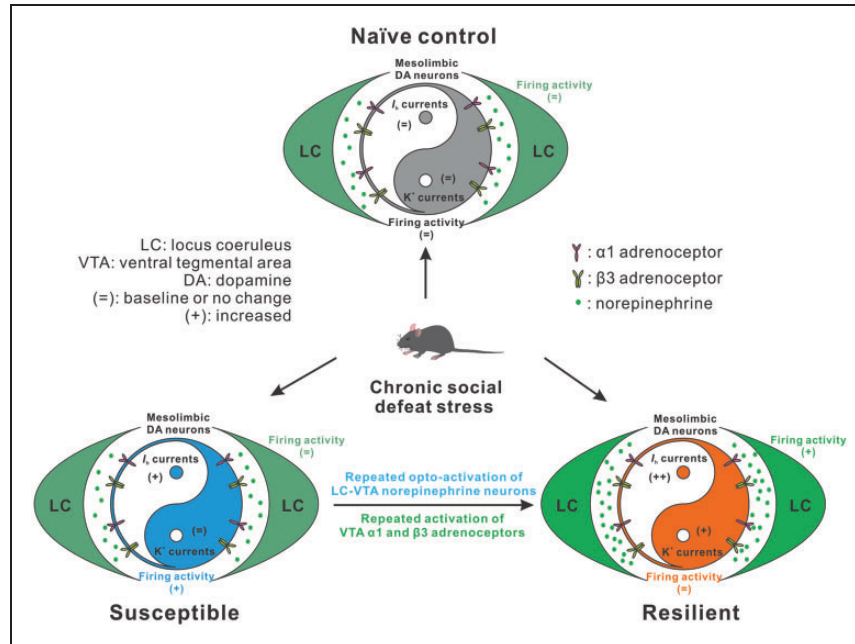 Naïve control
Mesolimbic
DA neurons
Firing activity
(=)
Iₕ currents
(=)
LC
LC
(=)
K⁺ currents
Firing activity
(=)
LC: locus coeruleus
VTA: ventral tegmental area
DA: dopamine
(=): baseline or no change
(+): increased
: α1 adrenoceptor
: β3 adrenoceptor
: norepinephrine
Chronic social
defeat stress
Mesolimbic
DA neurons
Firing activity
(=)
Iₕ currents
(+)
LC
LC
(=)
K⁺ currents
Firing activity
(+)
Susceptible
Repeated opto-activation of
LC-VTA norepinephrine neurons
Repeated activation of
VTA α1 and β3 adrenoceptors
Mesolimbic
DA neurons
Firing activity
(+)
Iₕ currents
(++)
LC
LC
(+)
K⁺ currents
Firing activity
(=)
Resilient